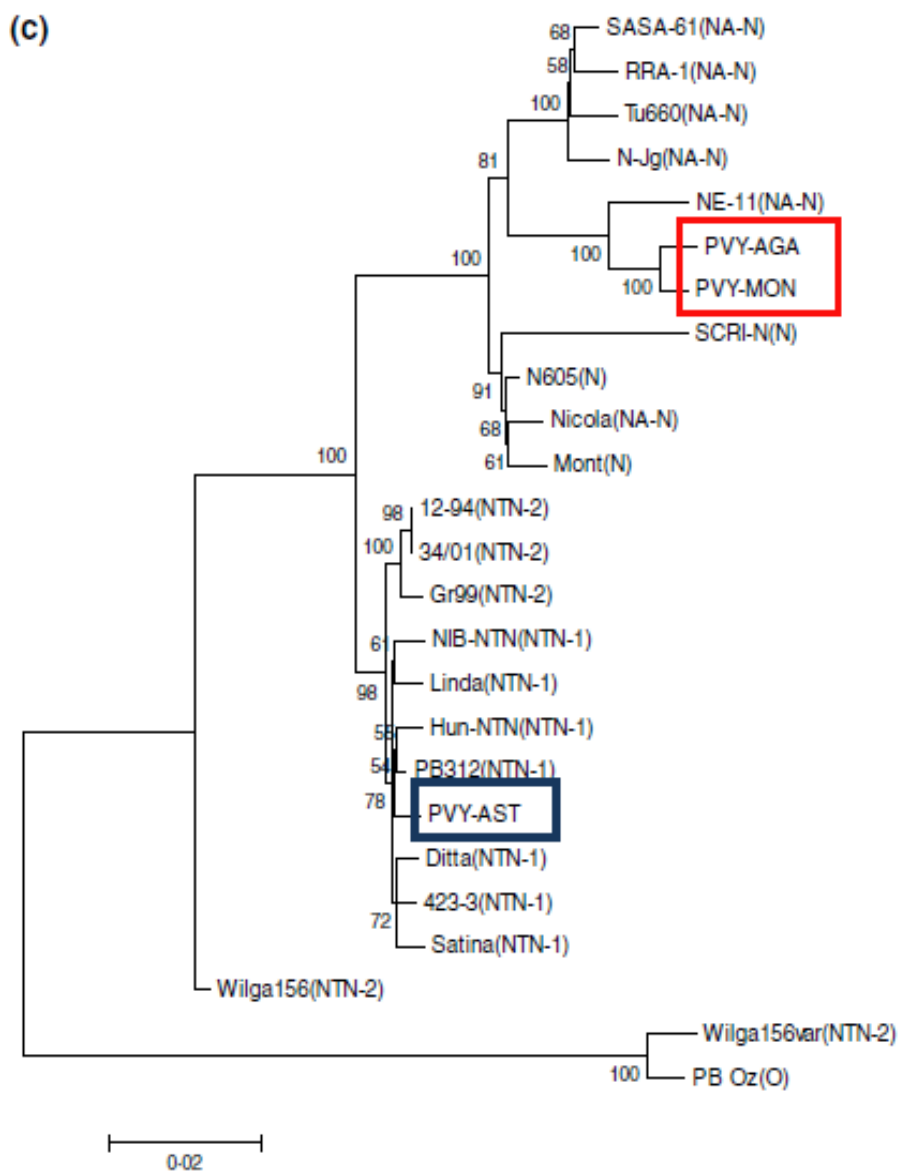 (c)
68
SASA-61(NA-N)
58
RRA-1(NA-N)
100
Tu660(NA-N)
N-Jg(NA-N)
81
NE-11(NA-N)
100
PVY-AGA
100
PVY-MON
100
SCRI-N(N)
N605(N)
91
Nicola(NA-N)
68
61
Mont(N)
100
98
12-94(NTN-2)
100
34/01(NTN-2)
Gr99(NTN-2)
61
NIB-NTN(NTN-1)
98
Linda(NTN-1)
Hun-NTN(NTN-1)
54
PB312(NTN-1)
78
PVY-AST
Ditta(NTN-1)
423-3(NTN-1)
72
Satina(NTN-1)
Wilga156(NTN-2)
Wilga156var(NTN-2)
100
PB Oz(O)
0-02